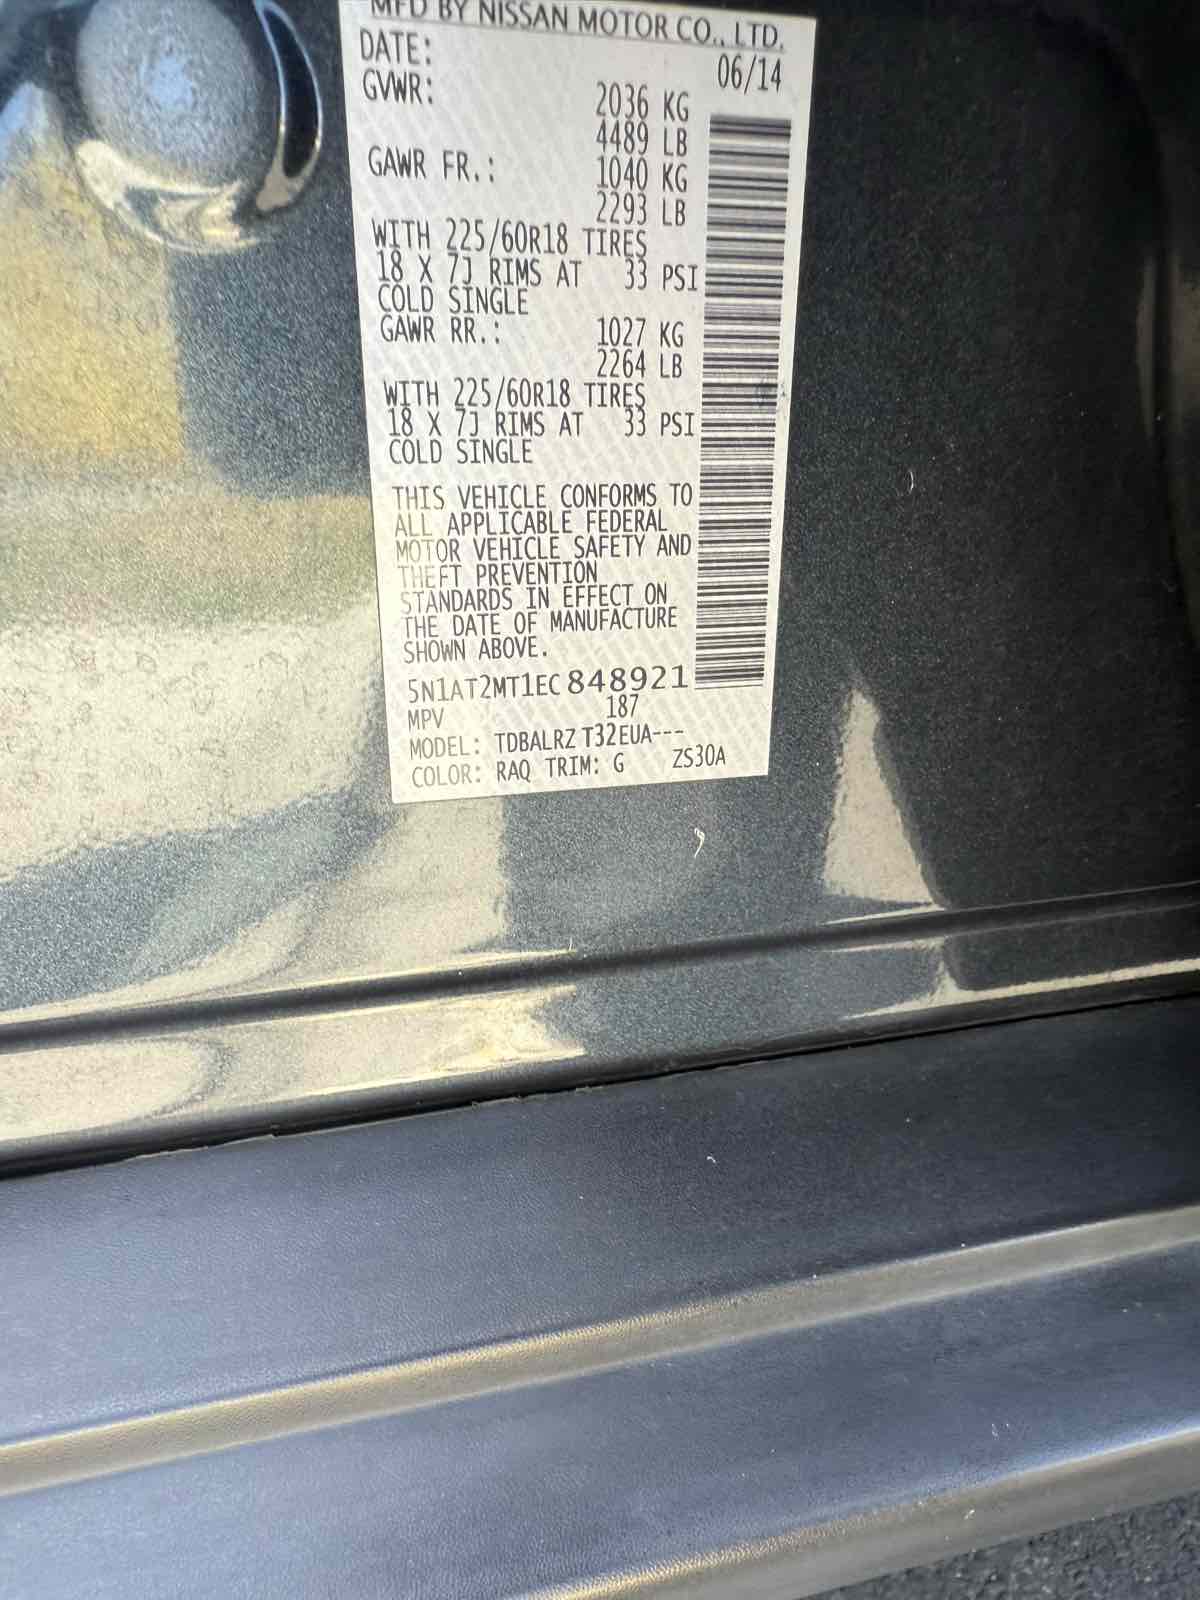 MFD BY NISSAN MOTOR CO., LTD.
DATE: 06/14
GVWR: 2036 KG
4489 LB
GAWR FR.: 1040 KG
2293 LB
WITH 225/60R18 TIRES
18 X 7J RIMS AT 33 PSI
COLD SINGLE
GAWR RR.: 1027 KG
2264 LB
WITH 225/60R18 TIRES
18 X 7J RIMS AT 33 PSI
COLD SINGLE
THIS VEHICLE CONFORMS TO
ALL APPLICABLE FEDERAL
MOTOR VEHICLE SAFETY AND
THEFT PREVENTION
STANDARDS IN EFFECT ON
THE DATE OF MANUFACTURE
SHOWN ABOVE.
5N1AT2MT1EC848921
MPV 187
MODEL: TDBALRZ T32EUA---
COLOR: RAQ TRIM: G ZS30A